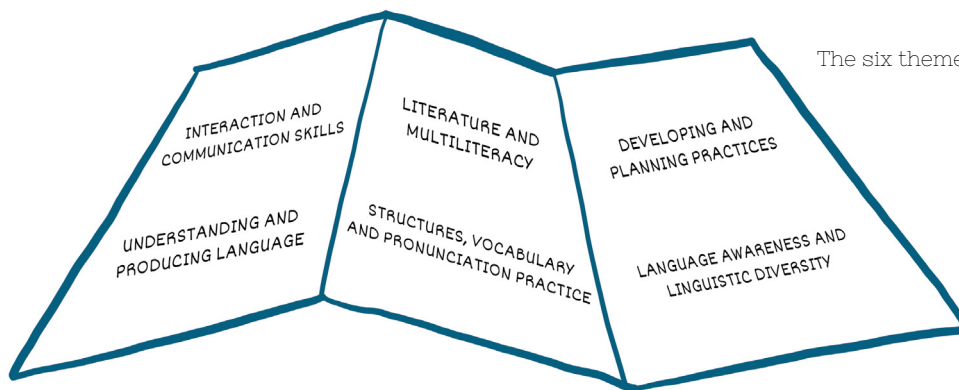 The six theme
INTERACTION AND
COMMUNICATION SKILLS
UNDERSTANDING AND
PRODUCING LANGUAGE
LITERATURE AND
MULTILITERACY
STRUCTURES, VOCABULARY
AND PRONUNCIATION PRACTICE
DEVELOPING AND
PLANNING PRACTICES
LANGUAGE AWARENESS AND
LINGUISTIC DIVERSITY